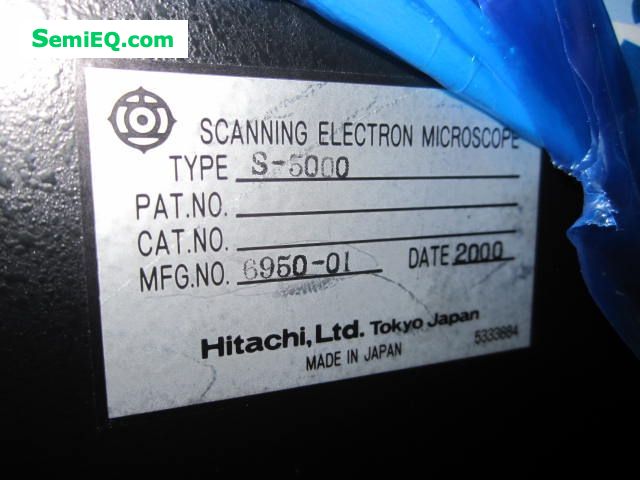 SemiEQ.com
SCANNING ELECTRON MICROSCOPE
TYPE S-5000
PAT.NO.
CAT.NO.
MFG.NO. 6950-01 DATE 2000
Hitachi, Ltd. Tokyo Japan
MADE IN JAPAN 5333684